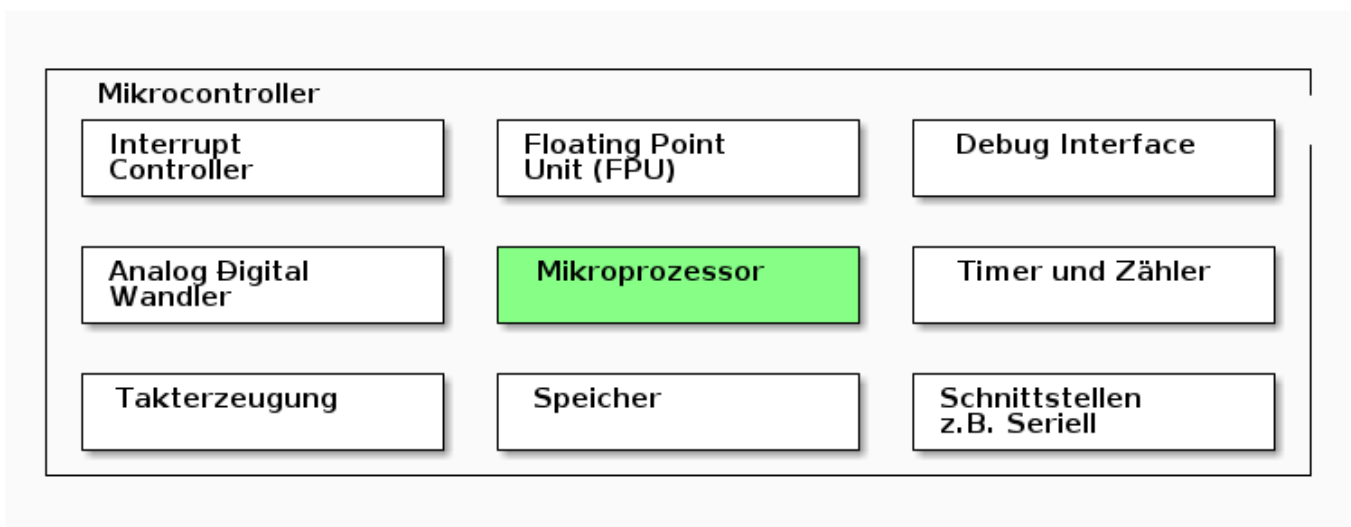 Mikrocontroller
Interrupt
Controller
Floating Point
Unit (FPU)
Debug Interface
Analog Digital
Wandler
Mikroprozessor
Timer und Zähler
Takterzeugung
Speicher
Schnittstellen
z.B. Seriell